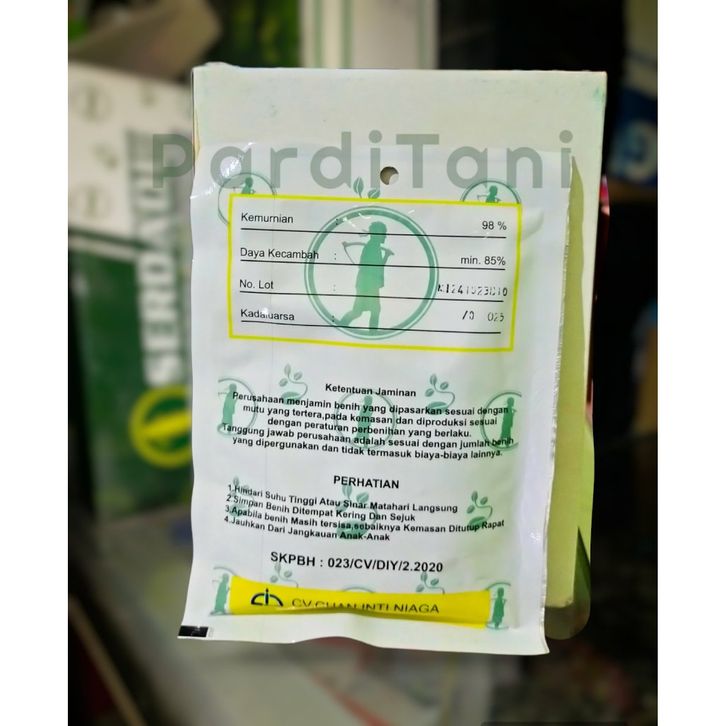 PardiTani
SERDADU
Kemurnian : 98 %
Daya Kecambah : min. 85%
No. Lot :
Kadaluarsa :
Ketentuan Jaminan
Perusahaan menjamin benih yang dipasarkan sesuai dengan
mutu yang tertera,pada kemasan dan diproduksi sesuai
dengan peraturan perbenihan yang berlaku.
Tanggung jawab perusahaan adalah sesuai dengan jumlah benih
yang dipergunakan dan tidak termasuk biaya-biaya lainnya.
PERHATIAN
1.Hindari Suhu Tinggi Atau Sinar Matahari Langsung
2.Simpan Benih Ditempat Kering Dan Sejuk
3.Apabila benih Masih tersisa,sebaiknya Kemasan Ditutup Rapat
4.Jauhkan Dari Jangkauan Anak-Anak
SKPBH : 023/CV/DIY/2.2020
CV.CUAN INTI NIAGA